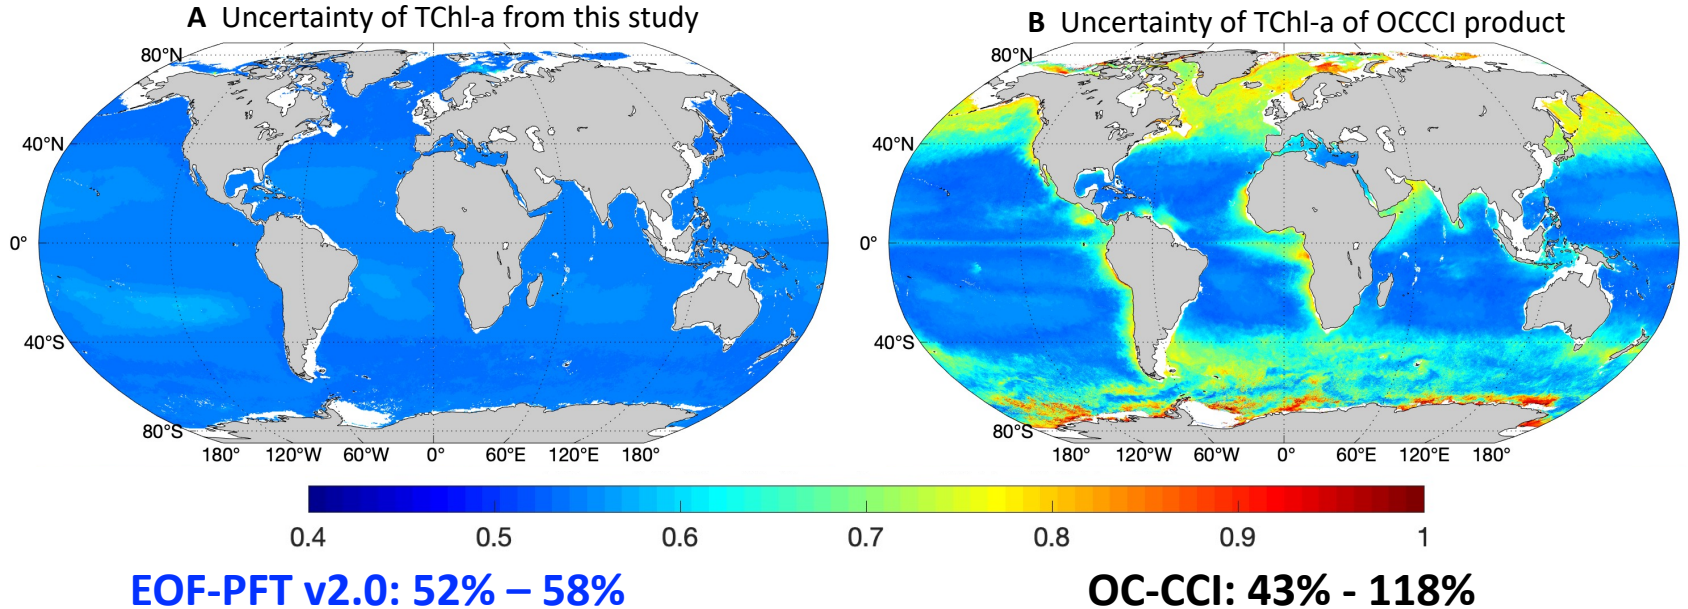 A Uncertainty of TChl-a from this study
80°N
40°N
0°
40°S
80°S
180° 120°W 60°W 0° 60°E 120°E 180°
B Uncertainty of TChl-a of OCCCI product
80°N
40°N
0°
40°S
80°S
180° 120°W 60°W 0° 60°E 120°E 180°
0.4 0.5 0.6 0.7 0.8 0.9 1
EOF-PFT v2.0: 52% – 58%
OC-CCI: 43% - 118%